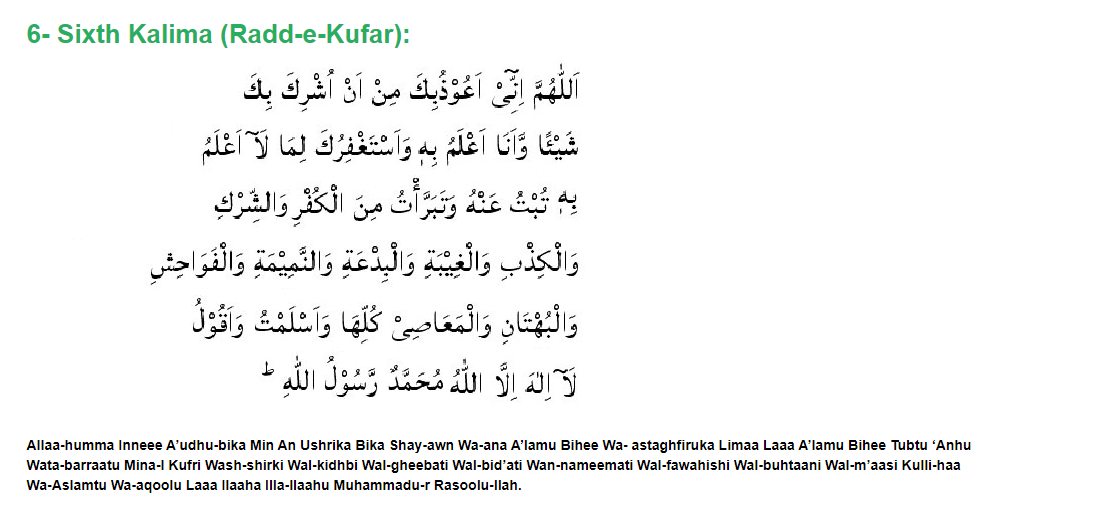 6- Sixth Kalima (Radd-e-Kufar):
اَللّٰهُمَّ اِنِّیْۤ اَعُوْذُبِكَ مِنْ اَنْ اُشْرِكَ بِكَ
شَیْئًا وَّاَنَا اَعْلَمُ بِهٖ وَاَسْتَغْفِرُكَ لِمَا لَاۤ اَعْلَمُ
بِهٖ تُبْتُ عَنْهُ وَتَبَرَّأْتُ مِنَ الْكُفْرِ وَالشِّرْكِ
وَالْكِذْبِ وَالْغِیْبَةِ وَالْبِدْعَةِ وَالنَّمِیْمَةِ وَالْفَوَاحِشِ
وَالْبُهْتَانِ وَالْمَعَاصِیْ كُلِّهَا وَاَسْلَمْتُ وَاَقُوْلُ
لَاۤ اِلٰهَ اِلَّا اللّٰهُ مُحَمَّدٌ رَّسُوْلُ اللّٰهِ ؕ
Allaa-humma Inneee A’udhu-bika Min An Ushrika Bika Shay-awn Wa-ana A’lamu Bihee Wa- astaghfiruka Limaa Laaa A’lamu Bihee Tubtu ‘Anhu
Wata-barraatu Mina-l Kufri Wash-shirki Wal-kidhbi Wal-gheebati Wal-bid’ati Wan-nameemati Wal-fawahishi Wal-buhtaani Wal-m’aasi Kulli-haa
Wa-Aslamtu Wa-aqoolu Laaa Ilaaha Illa-llaahu Muhammadu-r Rasoolu-llah.